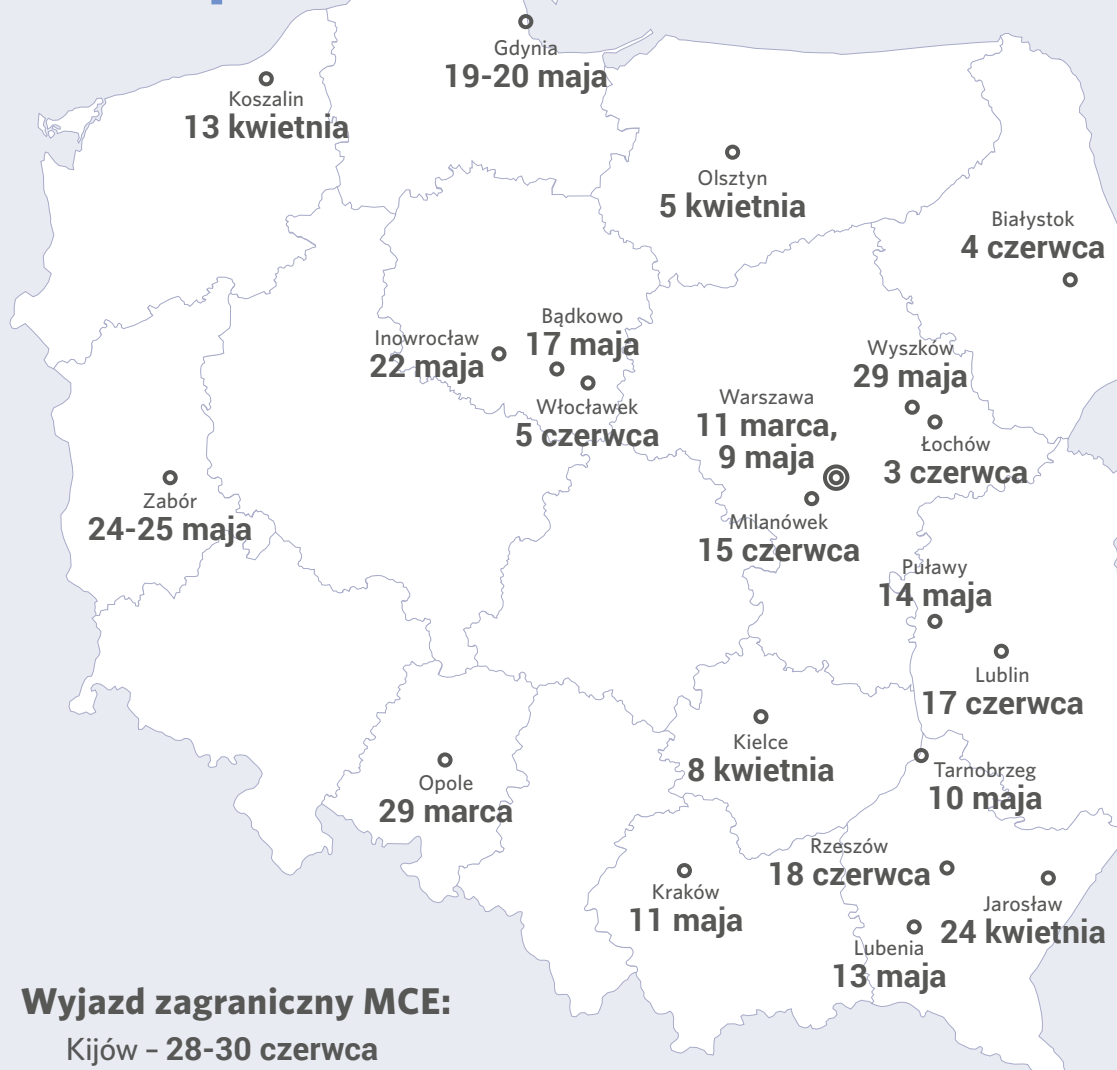 Gdynia
19-20 maja
Koszalin
13 kwietnia
Olsztyn
5 kwietnia
Białystok
4 czerwca
Bądkowo
17 maja
Inowrocław
22 maja
Włocławek
5 czerwca
Wyszków
29 maja
Warszawa
11 marca,
9 maja
Łochów
3 czerwca
Zabór
24-25 maja
Milanówek
15 czerwca
Puławy
14 maja
Lublin
17 czerwca
Kielce
8 kwietnia
Tarnobrzeg
10 maja
Opole
29 marca
Rzeszów
18 czerwca
Kraków
11 maja
Jarosław
24 kwietnia
Lubenia
13 maja
Wyjazd zagraniczny MCE:
Kijów – 28-30 czerwca